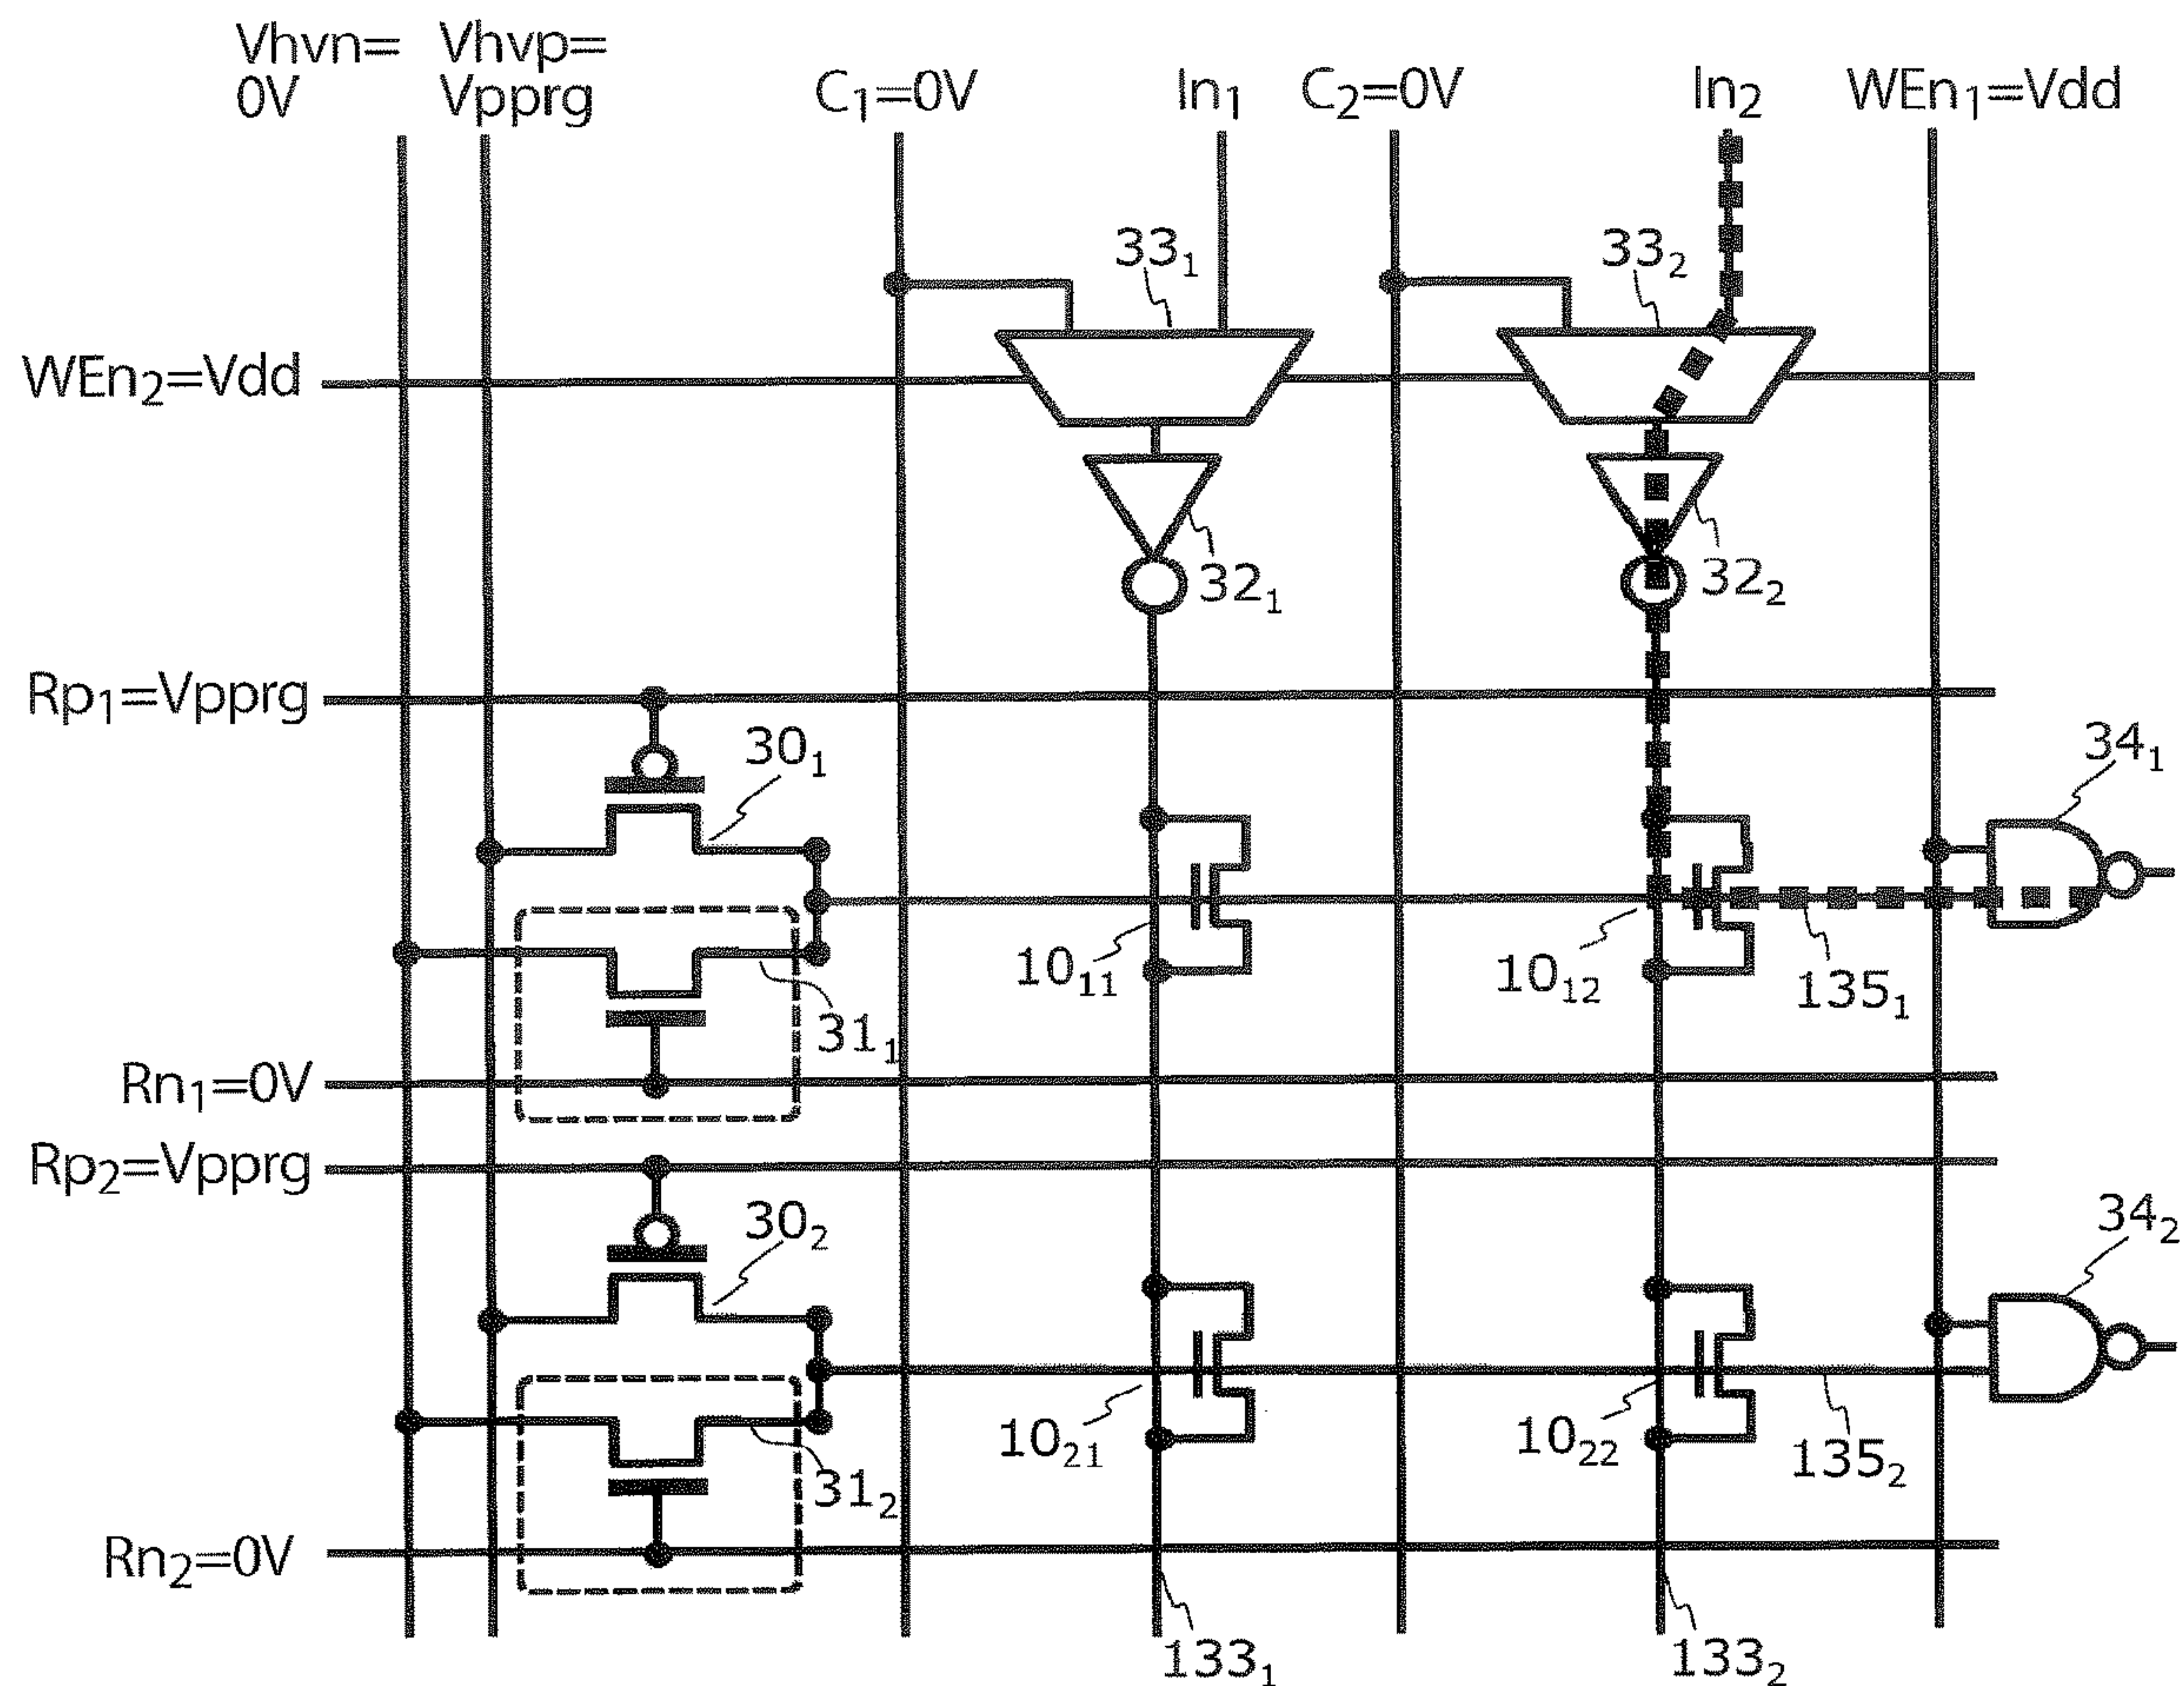 Vhvn=
0V
Vhvp=
Vpprg
C₁=0V
In₁
C₂=0V
In₂
WEn₁=Vdd
33₁
33₂
WEn₂=Vdd
32₁
32₂
Rp₁=Vpprg
30₁
34₁
10₁₁
10₁₂
135₁
31₁
Rn₁=0V
Rp₂=Vpprg
30₂
34₂
10₂₁
10₂₂
135₂
31₂
Rn₂=0V
133₁
133₂